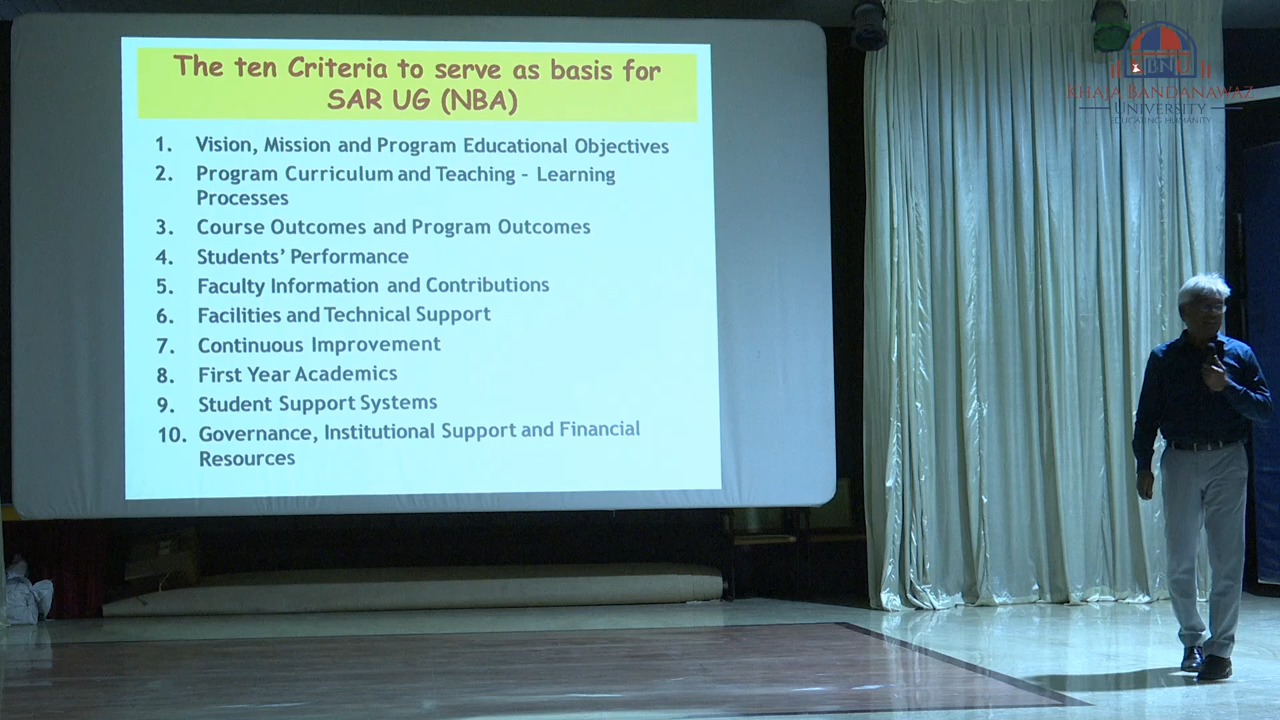 The ten Criteria to serve as basis for
SAR UG (NBA)
1. Vision, Mission and Program Educational Objectives
2. Program Curriculum and Teaching - Learning
Processes
3. Course Outcomes and Program Outcomes
4. Students' Performance
5. Faculty Information and Contributions
6. Facilities and Technical Support
7. Continuous Improvement
8. First Year Academics
9. Student Support Systems
10. Governance, Institutional Support and Financial
Resources
KBNU
KHAJA BANDANAWAZ
UNIVERSITY
EDUCATING HUMANITY